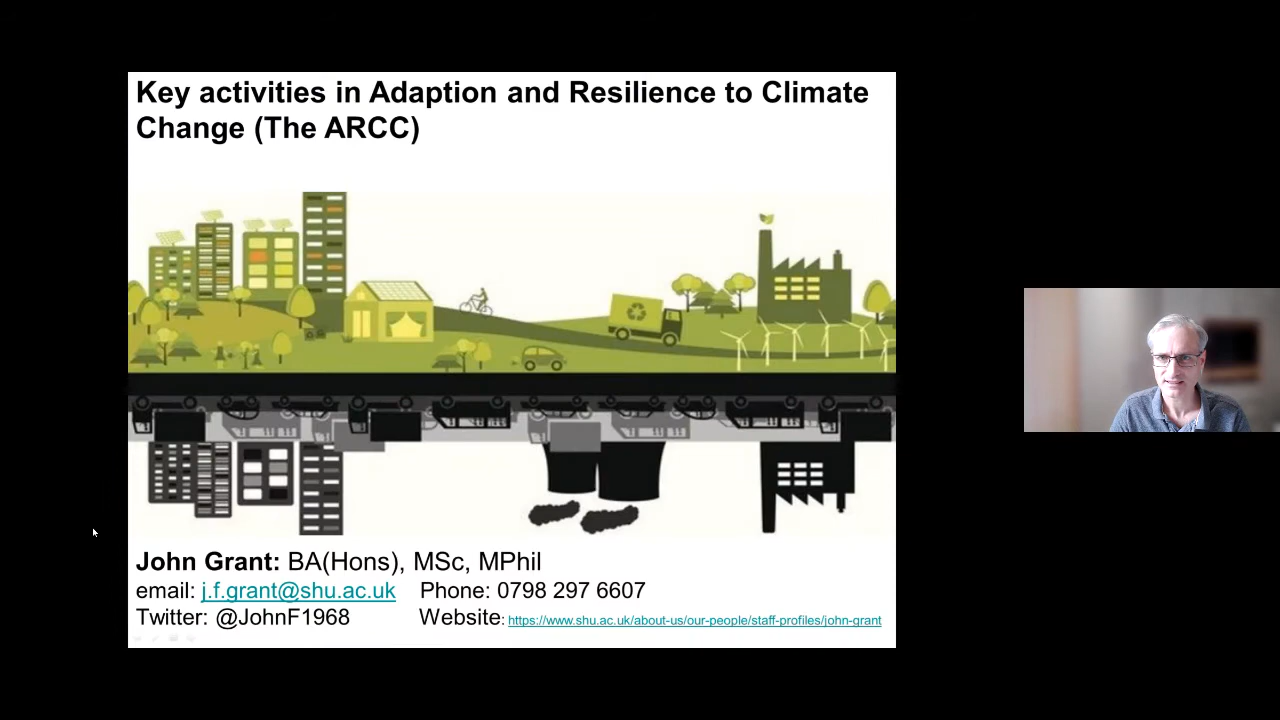 Key activities in Adaption and Resilience to Climate
Change (The ARCC)
John Grant: BA(Hons), MSc, MPhil
email: j.f.grant@shu.ac.uk Phone: 0798 297 6607
Twitter: @JohnF1968 Website: https://www.shu.ac.uk/about-us/our-people/staff-profiles/john-grant